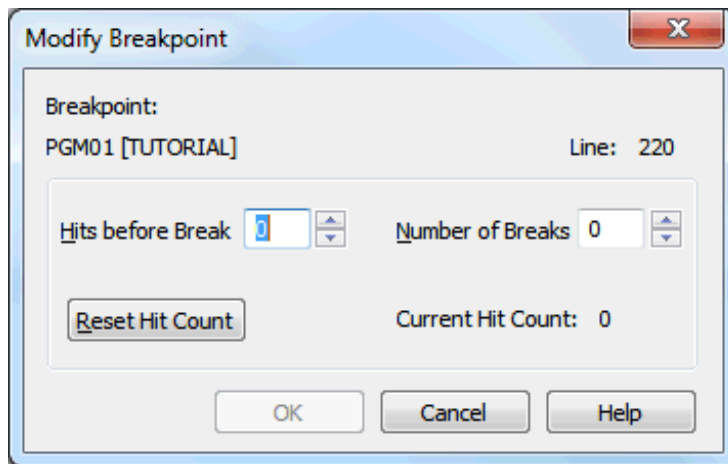 Modify Breakpoint
Breakpoint:
PGM01 [TUTORIAL] Line: 220
Hits before Break 0 Number of Breaks 0
Reset Hit Count Current Hit Count: 0
OK Cancel Help